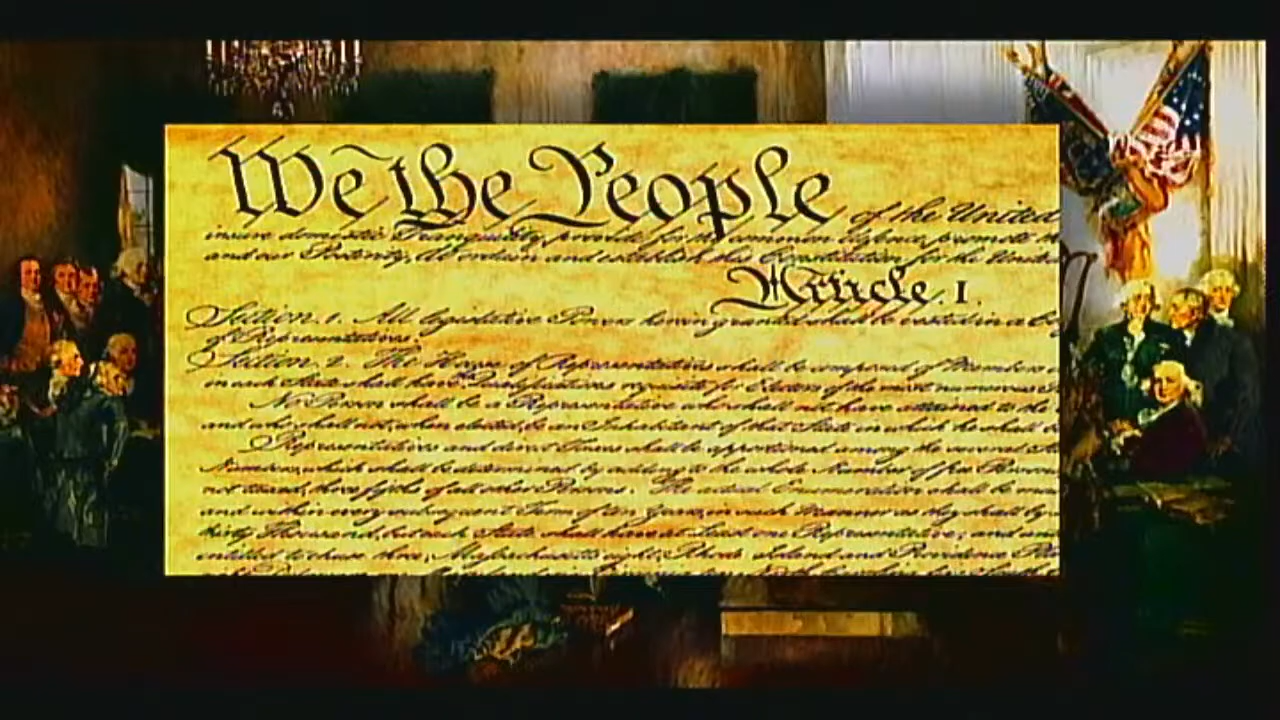 We the People of the United
insure domestic Tranquility, provide for the common defence, promote th
and our Posterity, do ordain and establish this Constitution for the United
Article. I.
Section. 1. All legislative Powers herein granted shall be vested in a C
of Representatives.
Section. 2. The House of Representatives shall be composed of Members c
in each State shall have Qualifications requisite for Electors of the most numerous
No Person shall be a Representative who shall not have attained to the
and who shall not, when elected, be an Inhabitant of that State in which he shall
Representatives and direct Taxes shall be apportioned among the several
Numbers, which shall be determined by adding to the whole Number of free Persons
not taxed, three fifths of all other Persons. The actual Enumeration shall be
and within every subsequent Term of ten Years, in such Manner as they shall by
thirty Thousand, but each State shall have at Least one Representative; and
entitled to chuse three, Massachusetts eight, Rhode Island and Providence